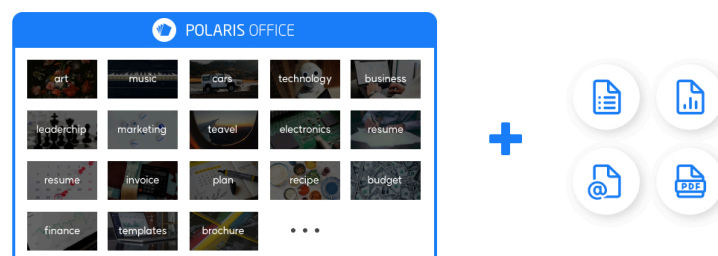 POLARIS OFFICE
art music cars technology business
leaderchip marketing teavel electronics resume
resume invoice plan recipe budget
finance templates brochure
@
PDF